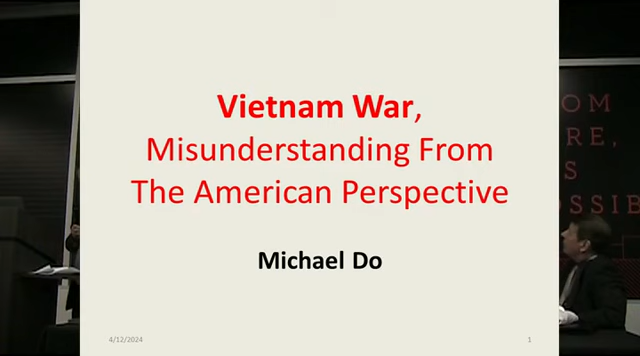 Vietnam War,
Misunderstanding From
The American Perspective
Michael Do
4/12/2024
1